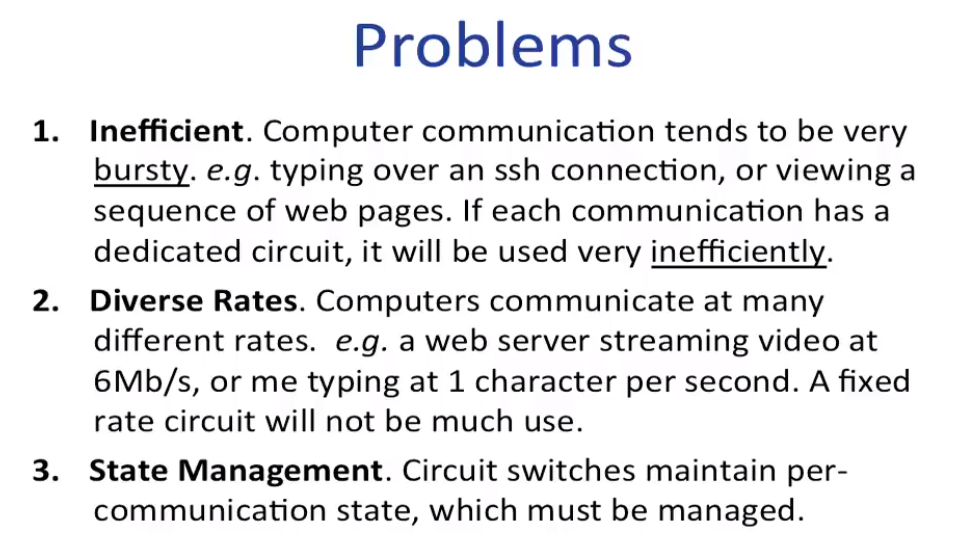 Problems
1. Inefficient. Computer communication tends to be very
bursty. e.g. typing over an ssh connection, or viewing a
sequence of web pages. If each communication has a
dedicated circuit, it will be used very inefficiently.
2. Diverse Rates. Computers communicate at many
different rates. e.g. a web server streaming video at
6Mb/s, or me typing at 1 character per second. A fixed
rate circuit will not be much use.
3. State Management. Circuit switches maintain per-
communication state, which must be managed.